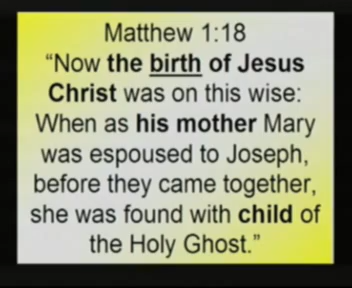 Matthew 1:18
“Now the birth of Jesus
Christ was on this wise:
When as his mother Mary
was espoused to Joseph,
before they came together,
she was found with child of
the Holy Ghost.”